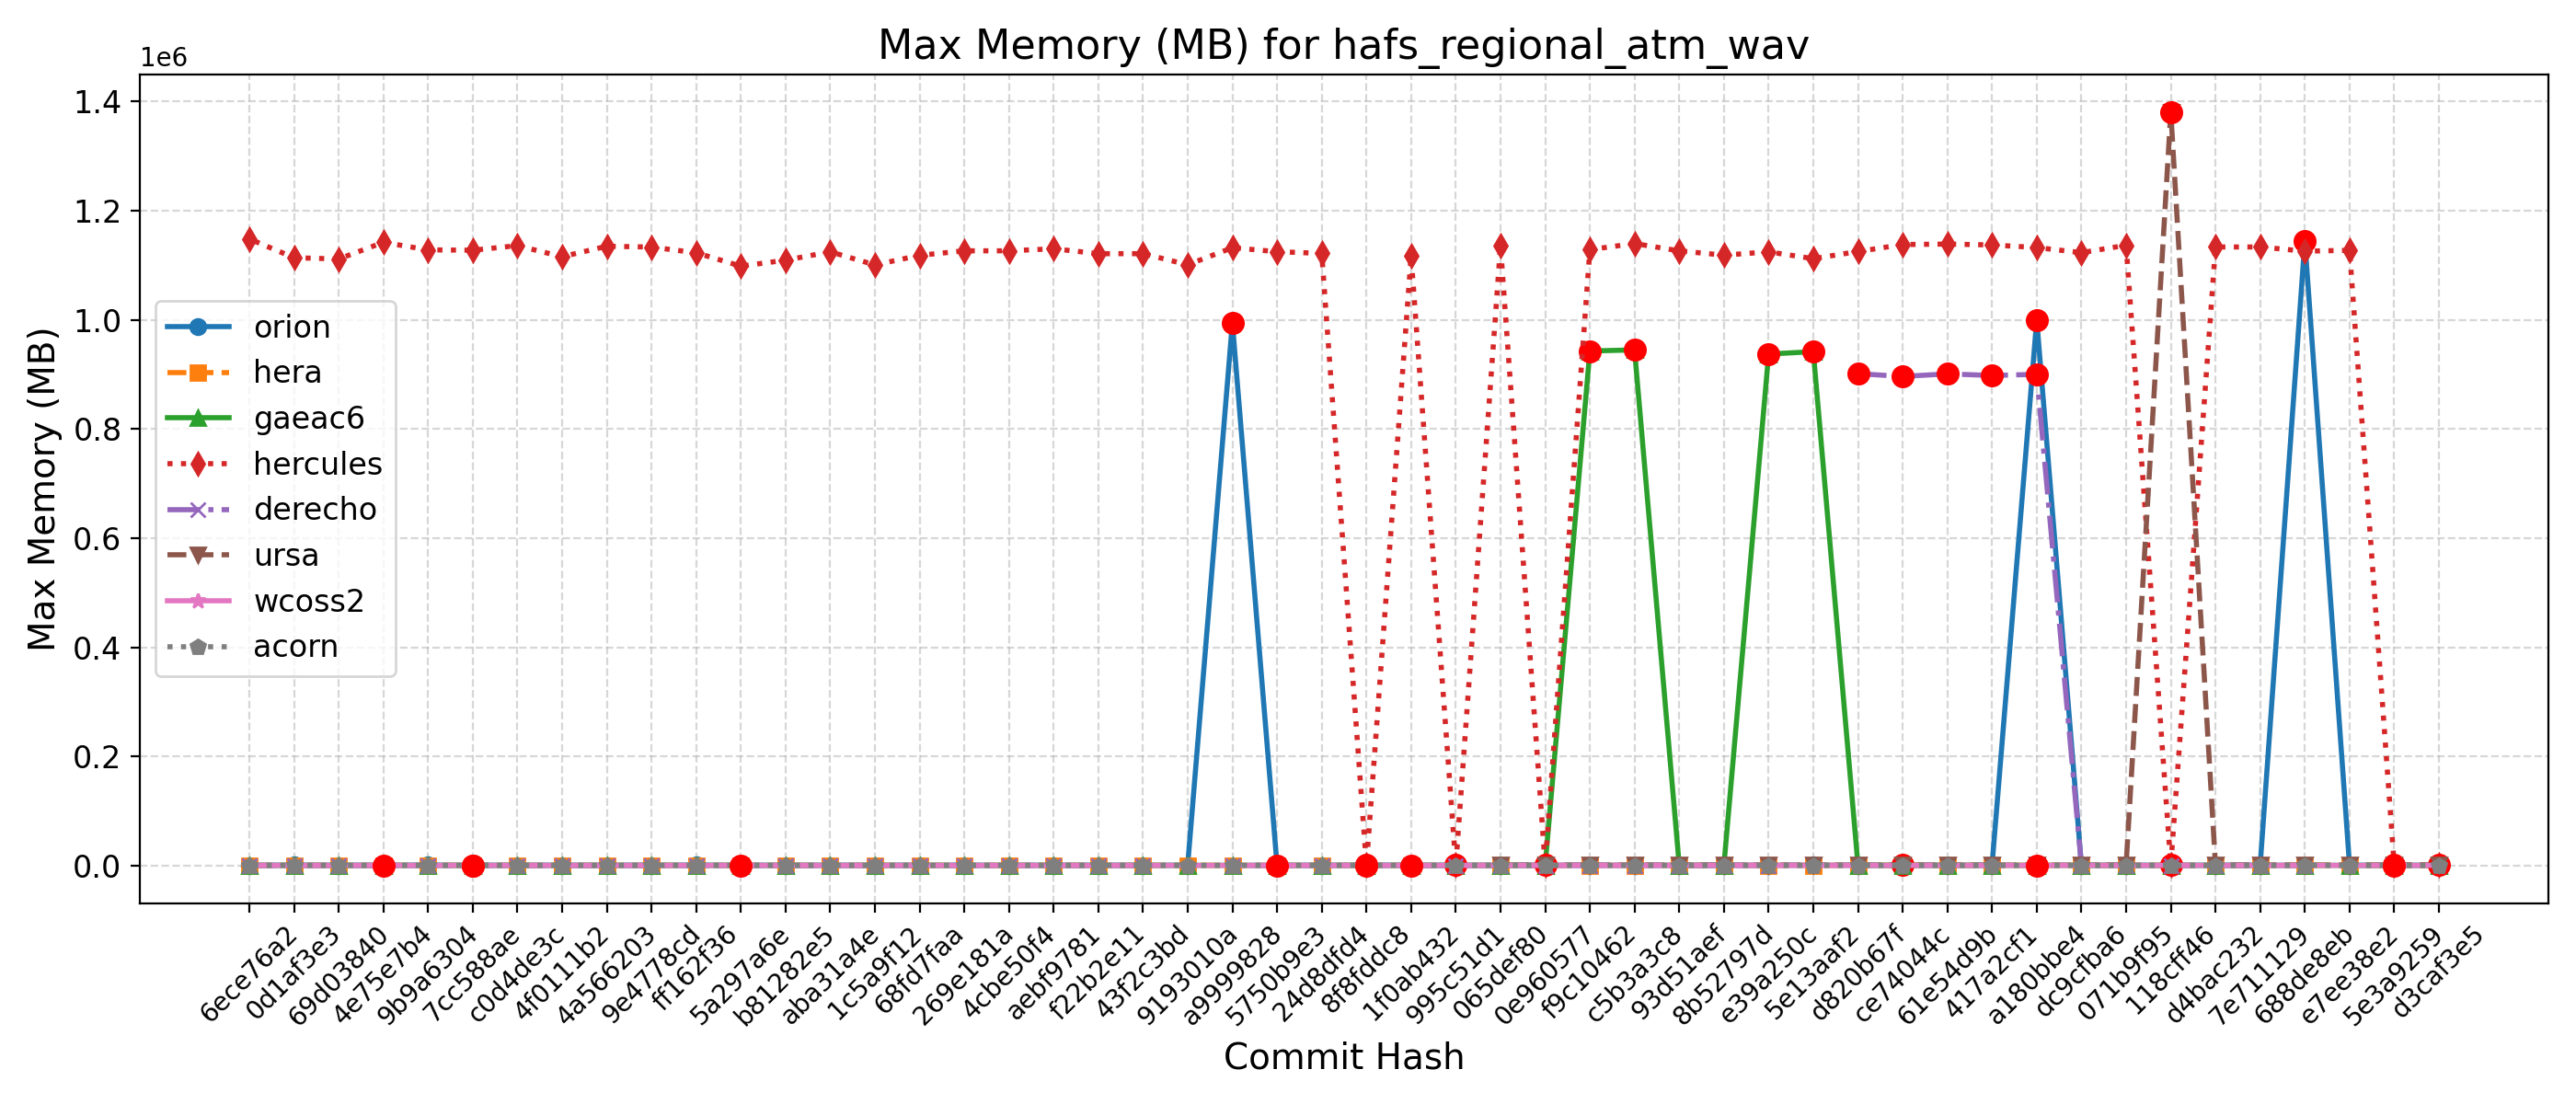 Max Memory (MB) for hafs_regional_atm_wav
1e6
1.4
1.2
1.0
0.8
0.6
0.4
0.2
0.0
Max Memory (MB)
orion
hera
gaeac6
hercules
derecho
ursa
wcoss2
acorn
6ece76a2
0d1af3e3
69d03840
4e75e7b4
9b9a6304
7cc588ae
c0d4de3c
4f0111b2
4a566203
9e4778cd
ff162f36
5a297a6e
b81282e5
aba31a4e
1c5a9f12
68fd7faa
269e181a
4cbe50f4
aebf9781
f22b2e11
43f2c3bd
9193010a
a9999828
5750b9e3
24d8dfd4
8f8fddc8
1f0ab432
995c51d1
065def80
0e960577
f9c10462
c5b3a3c8
93d51aef
8b52797d
e39a250c
5e13aaf2
d820b67f
ce74044c
61e54d9b
417a2cf1
a180bbe4
dc9cfba6
071b9f95
118cff46
d4bac232
7e711129
688de8eb
e7ee38e2
5e3a9259
d3caf3e5
Commit Hash